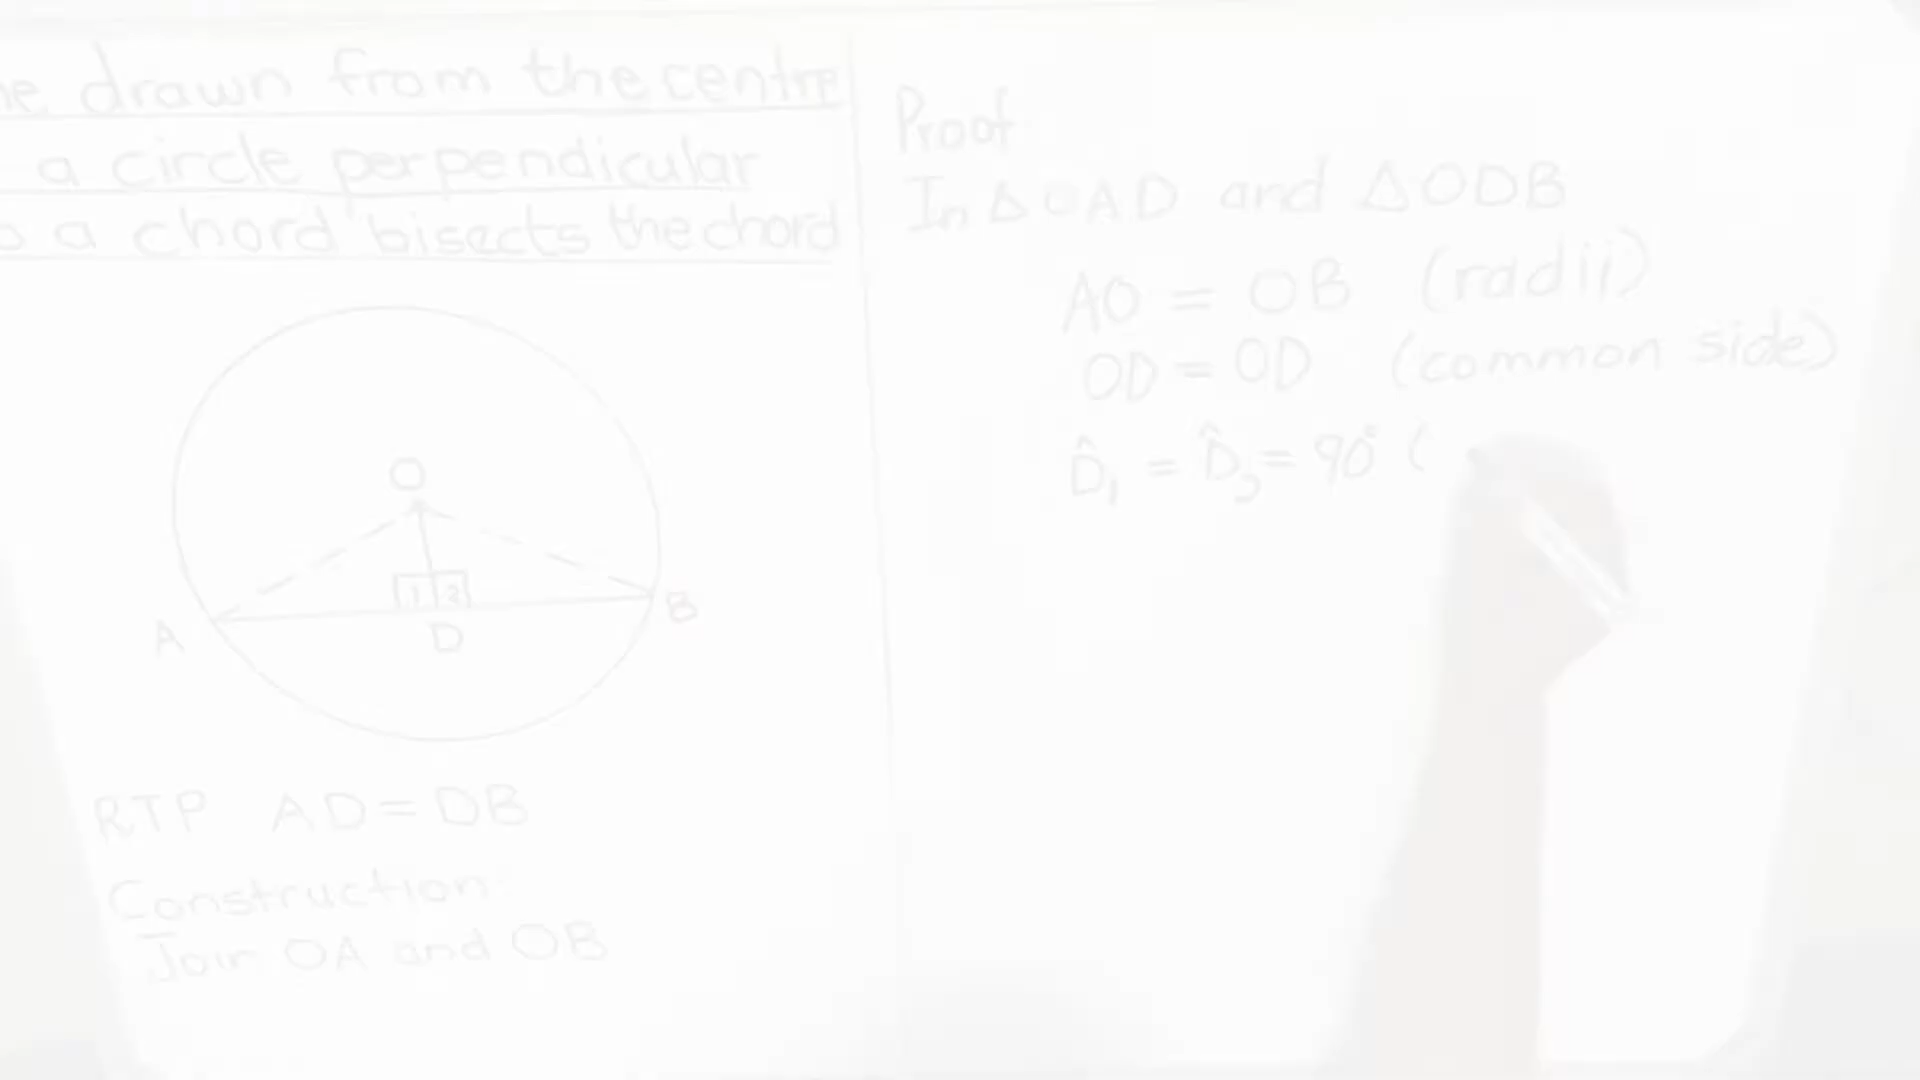 he drawn from the centre
a circle perpendicular
o a chord bisects the chord
O
1 2
A D B
RTP AD = DB
Construction:
Join OA and OB
Proof
In △OAD and △ODB
AO = OB (radii)
OD = OD (common side)
D̂₁ = D̂₂ = 90° (